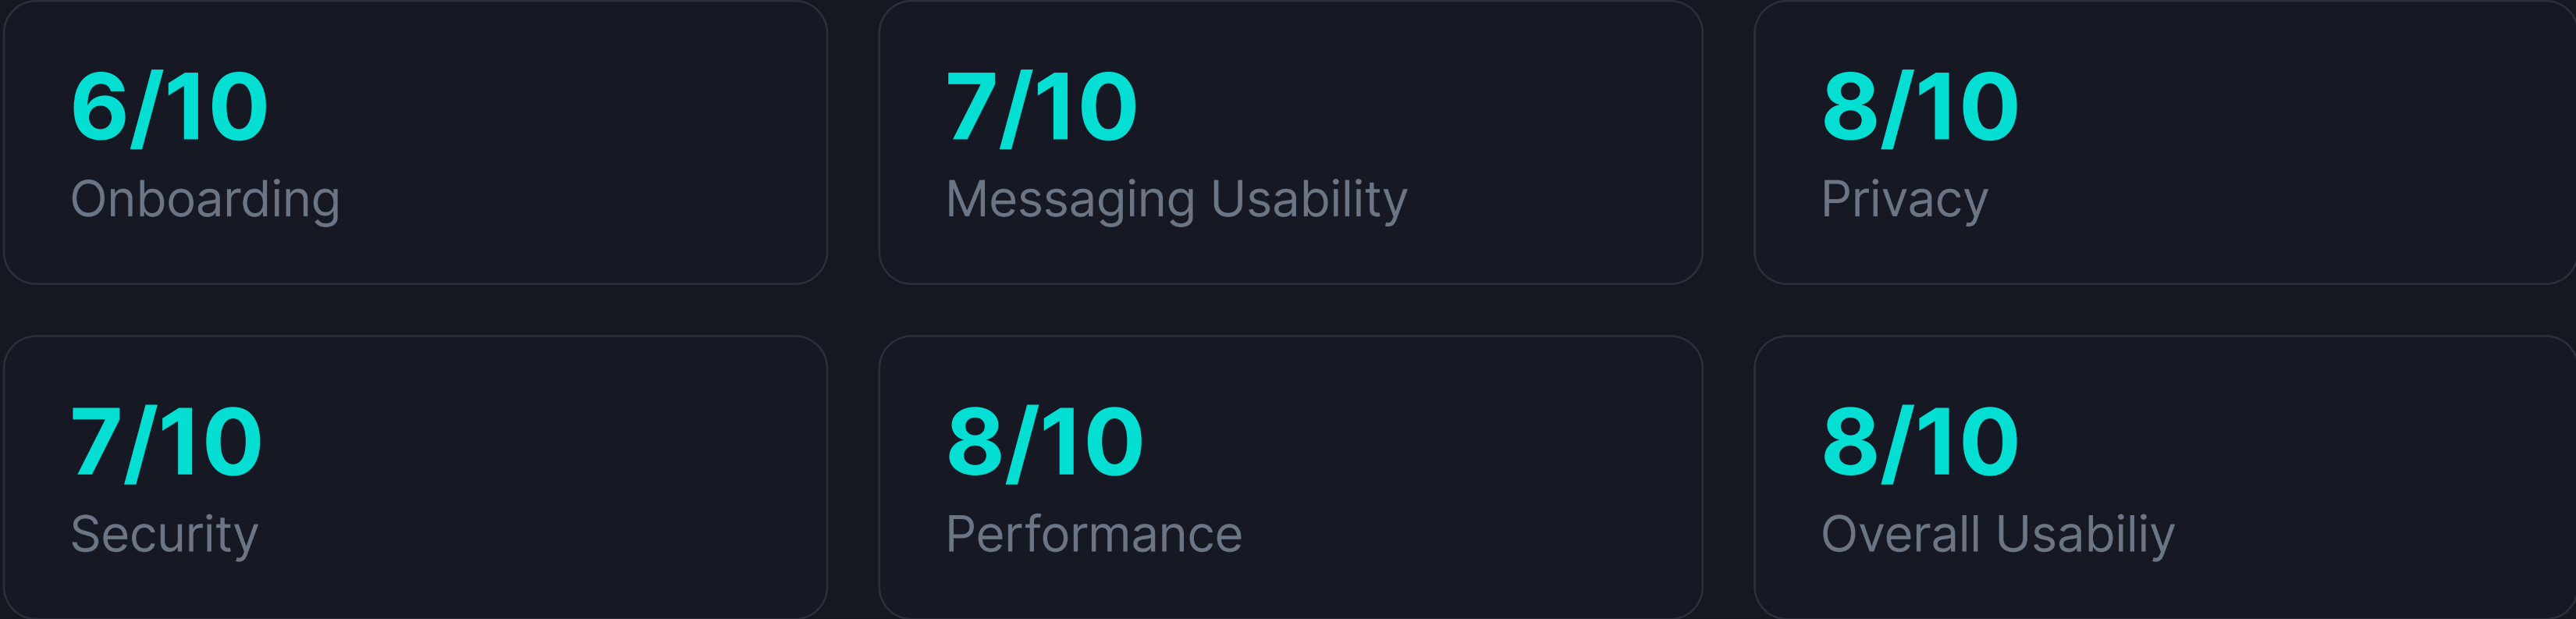 6/10
Onboarding
7/10
Messaging Usability
8/10
Privacy
7/10
Security
8/10
Performance
8/10
Overall Usabiliy